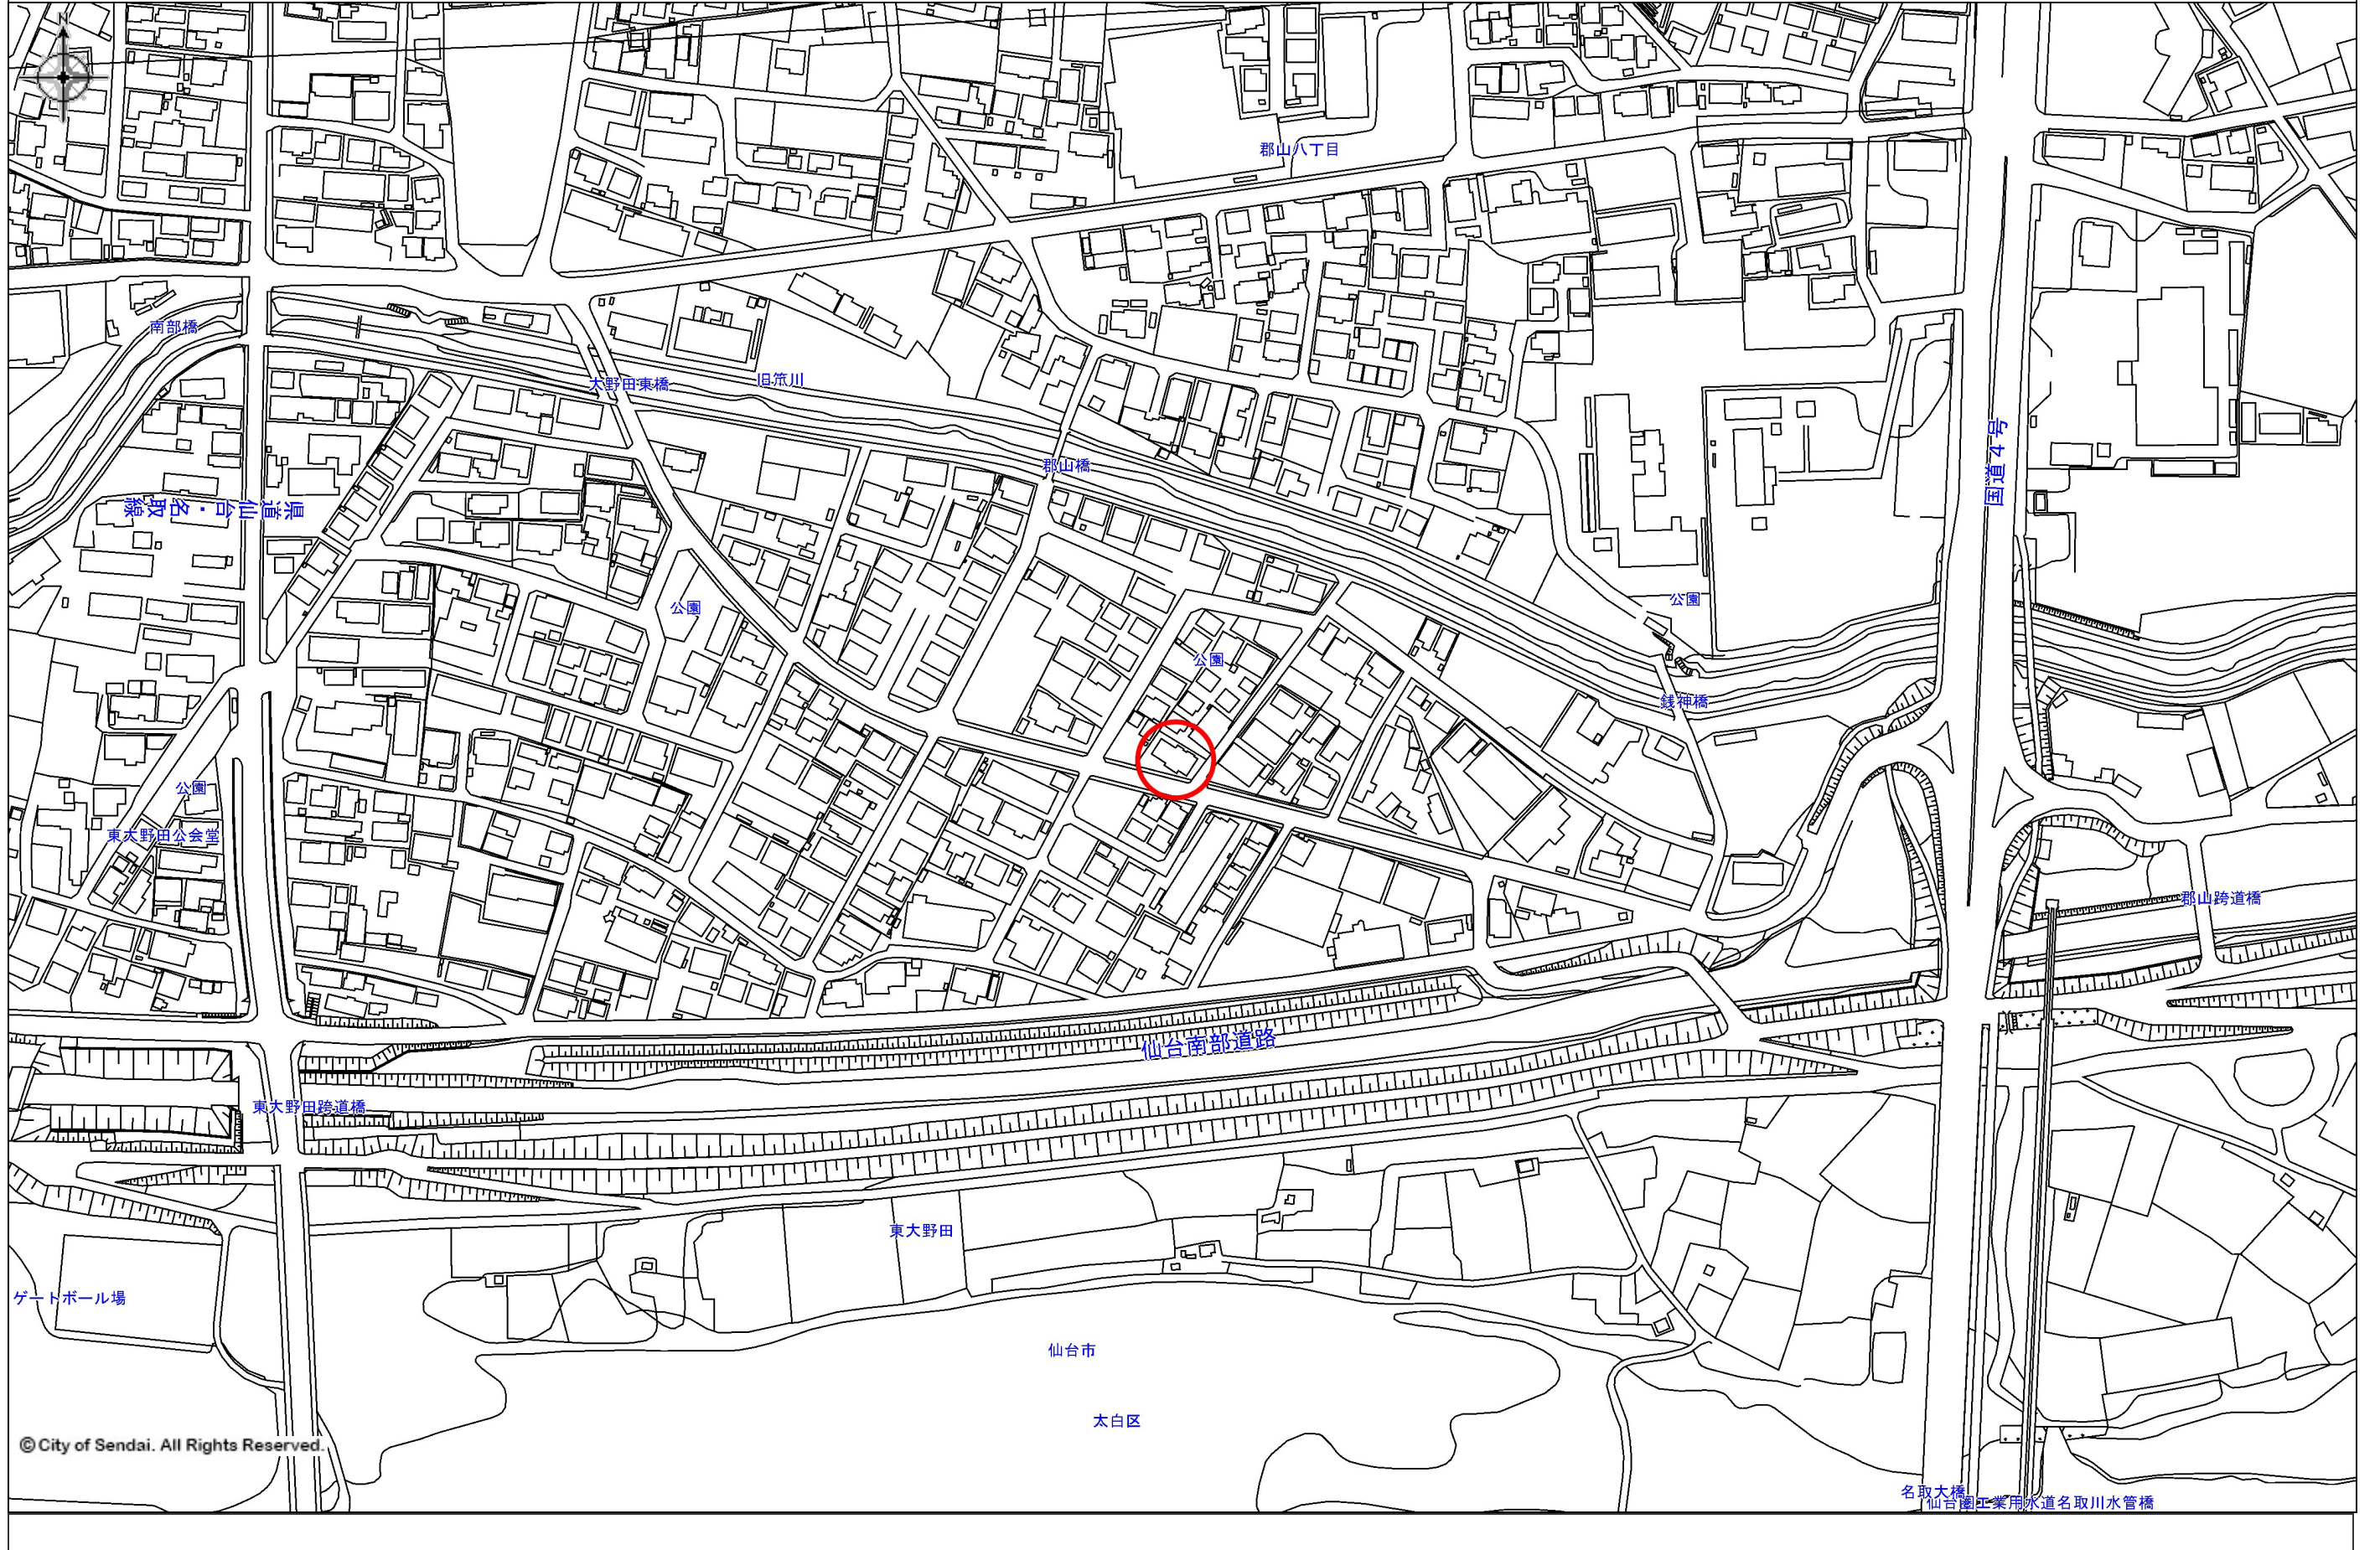 N
郡山八丁目
南部橋
大野田東橋
旧笊川
郡山橋
国道4号
県道仙台・名取線
公園
公園
公園
銭神橋
公園
東大野田公会堂
郡山跨道橋
仙台南部道路
東大野田跨道橋
東大野田
ゲートボール場
仙台市
太白区
©City of Sendai. All Rights Reserved.
名取大橋
仙台圏工業用水道名取川水管橋